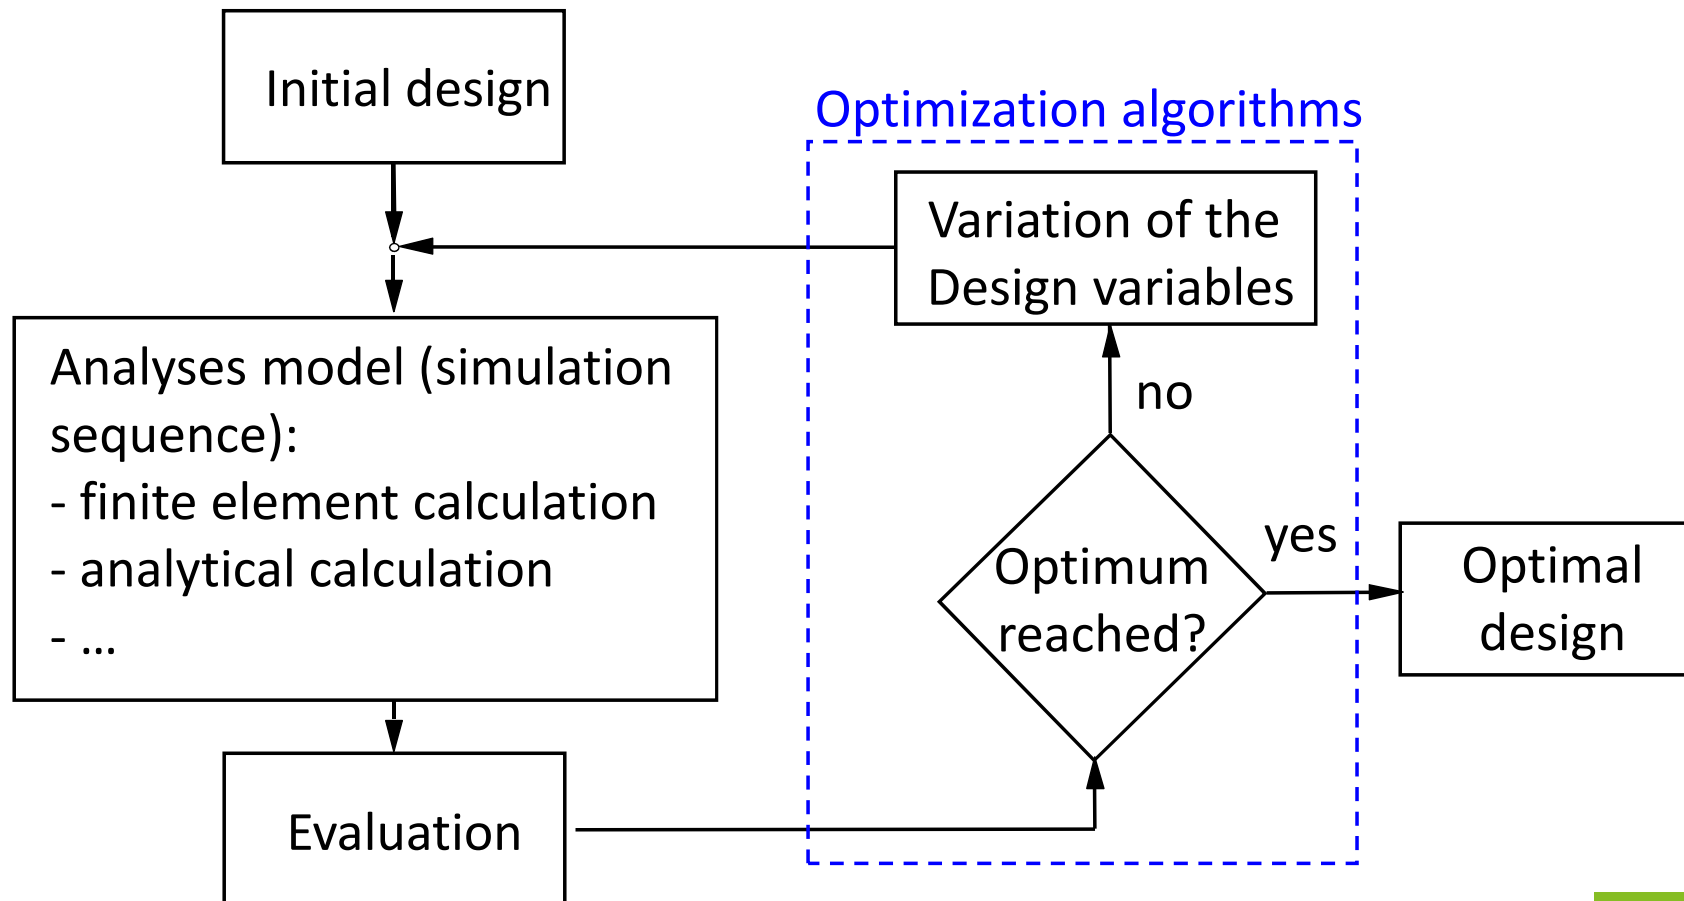 Initial design
Optimization algorithms
Variation of the
Design variables
no
Analyses model (simulation
sequence):
- finite element calculation
- analytical calculation
- ...
Optimum
reached?
yes
Optimal
design
Evaluation